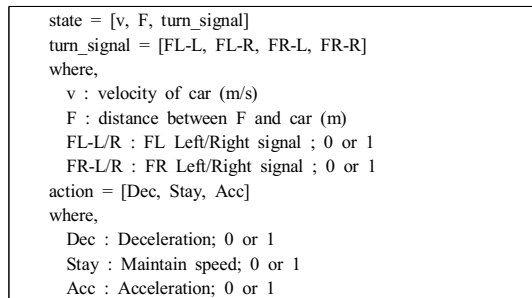 state = [v, F, turn_signal]
turn_signal = [FL-L, FL-R, FR-L, FR-R]
where,
v : velocity of car (m/s)
F : distance between F and car (m)
FL-L/R : FL Left/Right signal ; 0 or 1
FR-L/R : FR Left/Right signal ; 0 or 1
action = [Dec, Stay, Acc]
where,
Dec : Deceleration; 0 or 1
Stay : Maintain speed; 0 or 1
Acc : Acceleration; 0 or 1